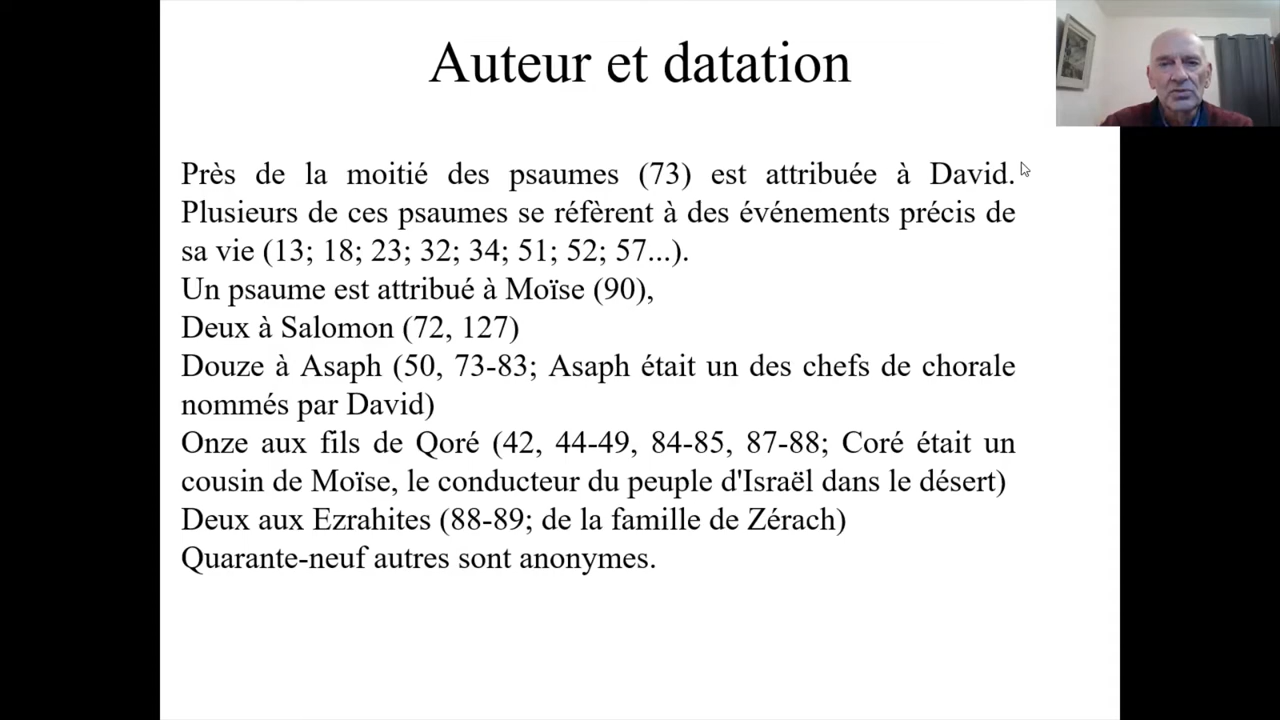 Auteur et datation
Près de la moitié des psaumes (73) est attribuée à David.
Plusieurs de ces psaumes se réfèrent à des événements précis de
sa vie (13; 18; 23; 32; 34; 51; 52; 57...).
Un psaume est attribué à Moïse (90),
Deux à Salomon (72, 127)
Douze à Asaph (50, 73-83; Asaph était un des chefs de chorale
nommés par David)
Onze aux fils de Qoré (42, 44-49, 84-85, 87-88; Coré était un
cousin de Moïse, le conducteur du peuple d'Israël dans le désert)
Deux aux Ezrahites (88-89; de la famille de Zérach)
Quarante-neuf autres sont anonymes.